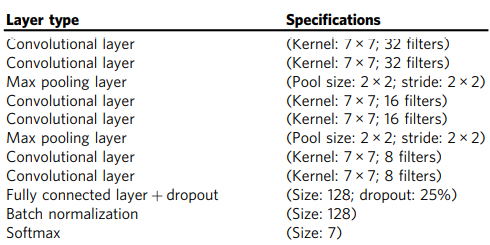 Layer type Specifications
Convolutional layer (Kernel: 7 × 7; 32 filters)
Convolutional layer (Kernel: 7 × 7; 32 filters)
Max pooling layer (Pool size: 2 × 2; stride: 2 × 2)
Convolutional layer (Kernel: 7 × 7; 16 filters)
Convolutional layer (Kernel: 7 × 7; 16 filters)
Max pooling layer (Pool size: 2 × 2; stride: 2 × 2)
Convolutional layer (Kernel: 7 × 7; 8 filters)
Convolutional layer (Kernel: 7 × 7; 8 filters)
Fully connected layer + dropout (Size: 128; dropout: 25%)
Batch normalization (Size: 128)
Softmax (Size: 7)